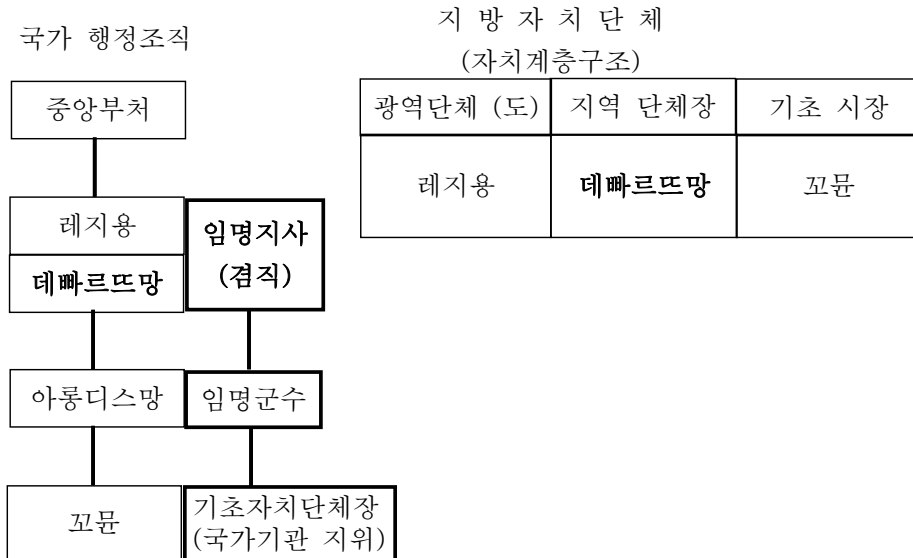 국가 행정조직
중앙부처
레지용
데빠르뜨망
임명지사
(겸직)
아롱디스망
임명군수
꼬뮨
기초자치단체장
(국가기관 지위)
지 방 자 치 단 체
(자치계층구조)
광역단체 (도)
지역 단체장
기초 시장
레지용
데빠르뜨망
꼬뮨